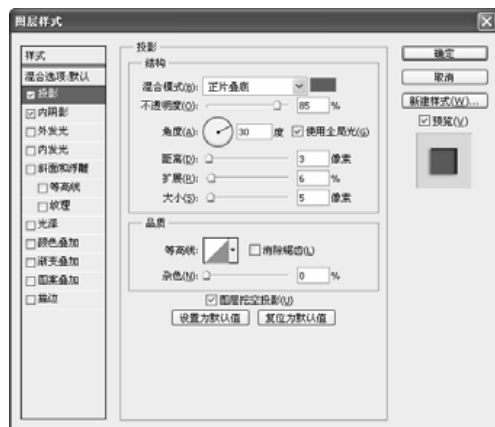 图层样式
样式
混合选项:默认
投影
内阴影
外发光
内发光
斜面和浮雕
等高线
纹理
光泽
颜色叠加
渐变叠加
图案叠加
描边
投影
结构
混合模式(B): 正片叠底
不透明度(O): 85 %
角度(A): 30 度 使用全局光(G)
距离(D): 3 像素
扩展(R): 6 %
大小(S): 5 像素
品质
等高线: 消除锯齿(L)
杂色(N): 0 %
图层挖空投影(U)
设置为默认值 复位为默认值
确定
取消
新建样式(W)...
预览(V)